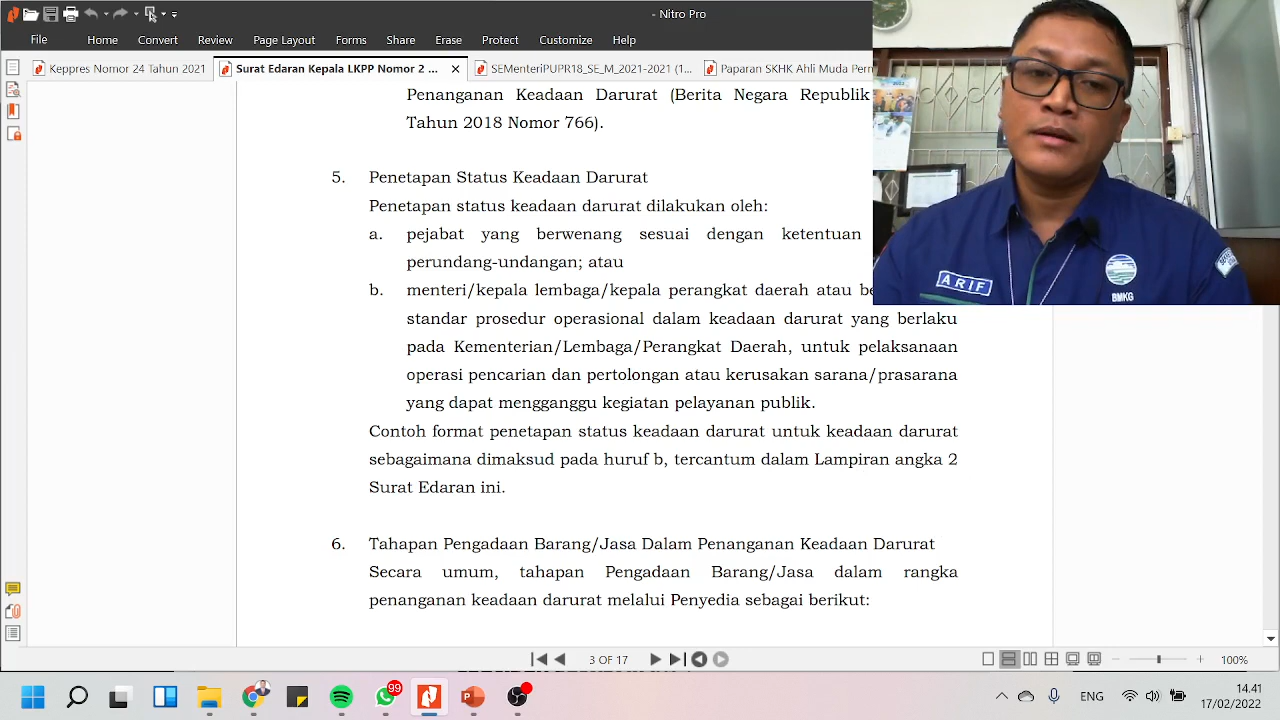 - Nitro Pro
File Home Convert Review Page Layout Forms Share Erase Protect Customize Help
Keppres Nomor 24 Tahun 2021
Surat Edaran Kepala LKPP Nomor 2 ...
SEMenteriPUPR18_SE_M_2021-2021 (1...
Paparan SKHK Ahli Muda Perm
Penanganan Keadaan Darurat (Berita Negara Republik
Tahun 2018 Nomor 766).
5. Penetapan Status Keadaan Darurat
Penetapan status keadaan darurat dilakukan oleh:
a. pejabat yang berwenang sesuai dengan ketentuan
perundang-undangan; atau
b. menteri/kepala lembaga/kepala perangkat daerah atau be
standar prosedur operasional dalam keadaan darurat yang berlaku
pada Kementerian/Lembaga/Perangkat Daerah, untuk pelaksanaan
operasi pencarian dan pertolongan atau kerusakan sarana/prasarana
yang dapat mengganggu kegiatan pelayanan publik.
Contoh format penetapan status keadaan darurat untuk keadaan darurat
sebagaimana dimaksud pada huruf b, tercantum dalam Lampiran angka 2
Surat Edaran ini.
6. Tahapan Pengadaan Barang/Jasa Dalam Penanganan Keadaan Darurat
Secara umum, tahapan Pengadaan Barang/Jasa dalam rangka
penanganan keadaan darurat melalui Penyedia sebagai berikut:
ARIF
BMKG
3 OF 17
100%
99
ENG
14.41
17/02/2022